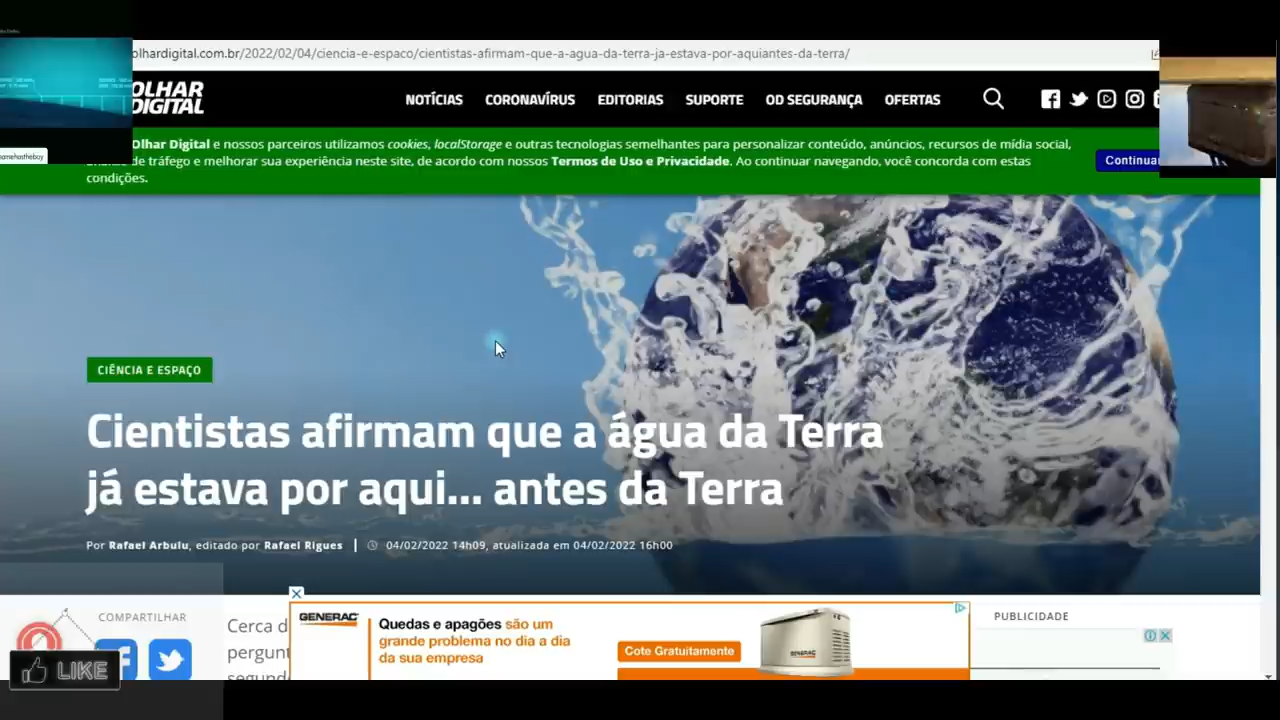 olhardigital.com.br/2022/02/04/ciencia-e-espaco/cientistas-afirmam-que-a-agua-da-terra-ja-estava-por-aquiantes-da-terra/
OLHAR
DIGITAL
NOTÍCIAS CORONAVÍRUS EDITORIAS SUPORTE OD SEGURANÇA OFERTAS
Olhar Digital e nossos parceiros utilizamos cookies, localStorage e outras tecnologias semelhantes para personalizar conteúdo, anúncios, recursos de mídia social,
de tráfego e melhorar sua experiência neste site, de acordo com nossos Termos de Uso e Privacidade. Ao continuar navegando, você concorda com estas
condições.
Continuar
CIÊNCIA E ESPAÇO
Cientistas afirmam que a água da Terra
já estava por aqui... antes da Terra
Por Rafael Arbulu, editado por Rafael Rigues | 04/02/2022 14h09, atualizada em 04/02/2022 16h00
COMPARTILHAR
Cerca d
pergunt
segund
GENERAC
Quedas e apagões são um
grande problema no dia a dia
da sua empresa
Cote Gratuitamente
GENERAC
PUBLICIDADE
LIKE